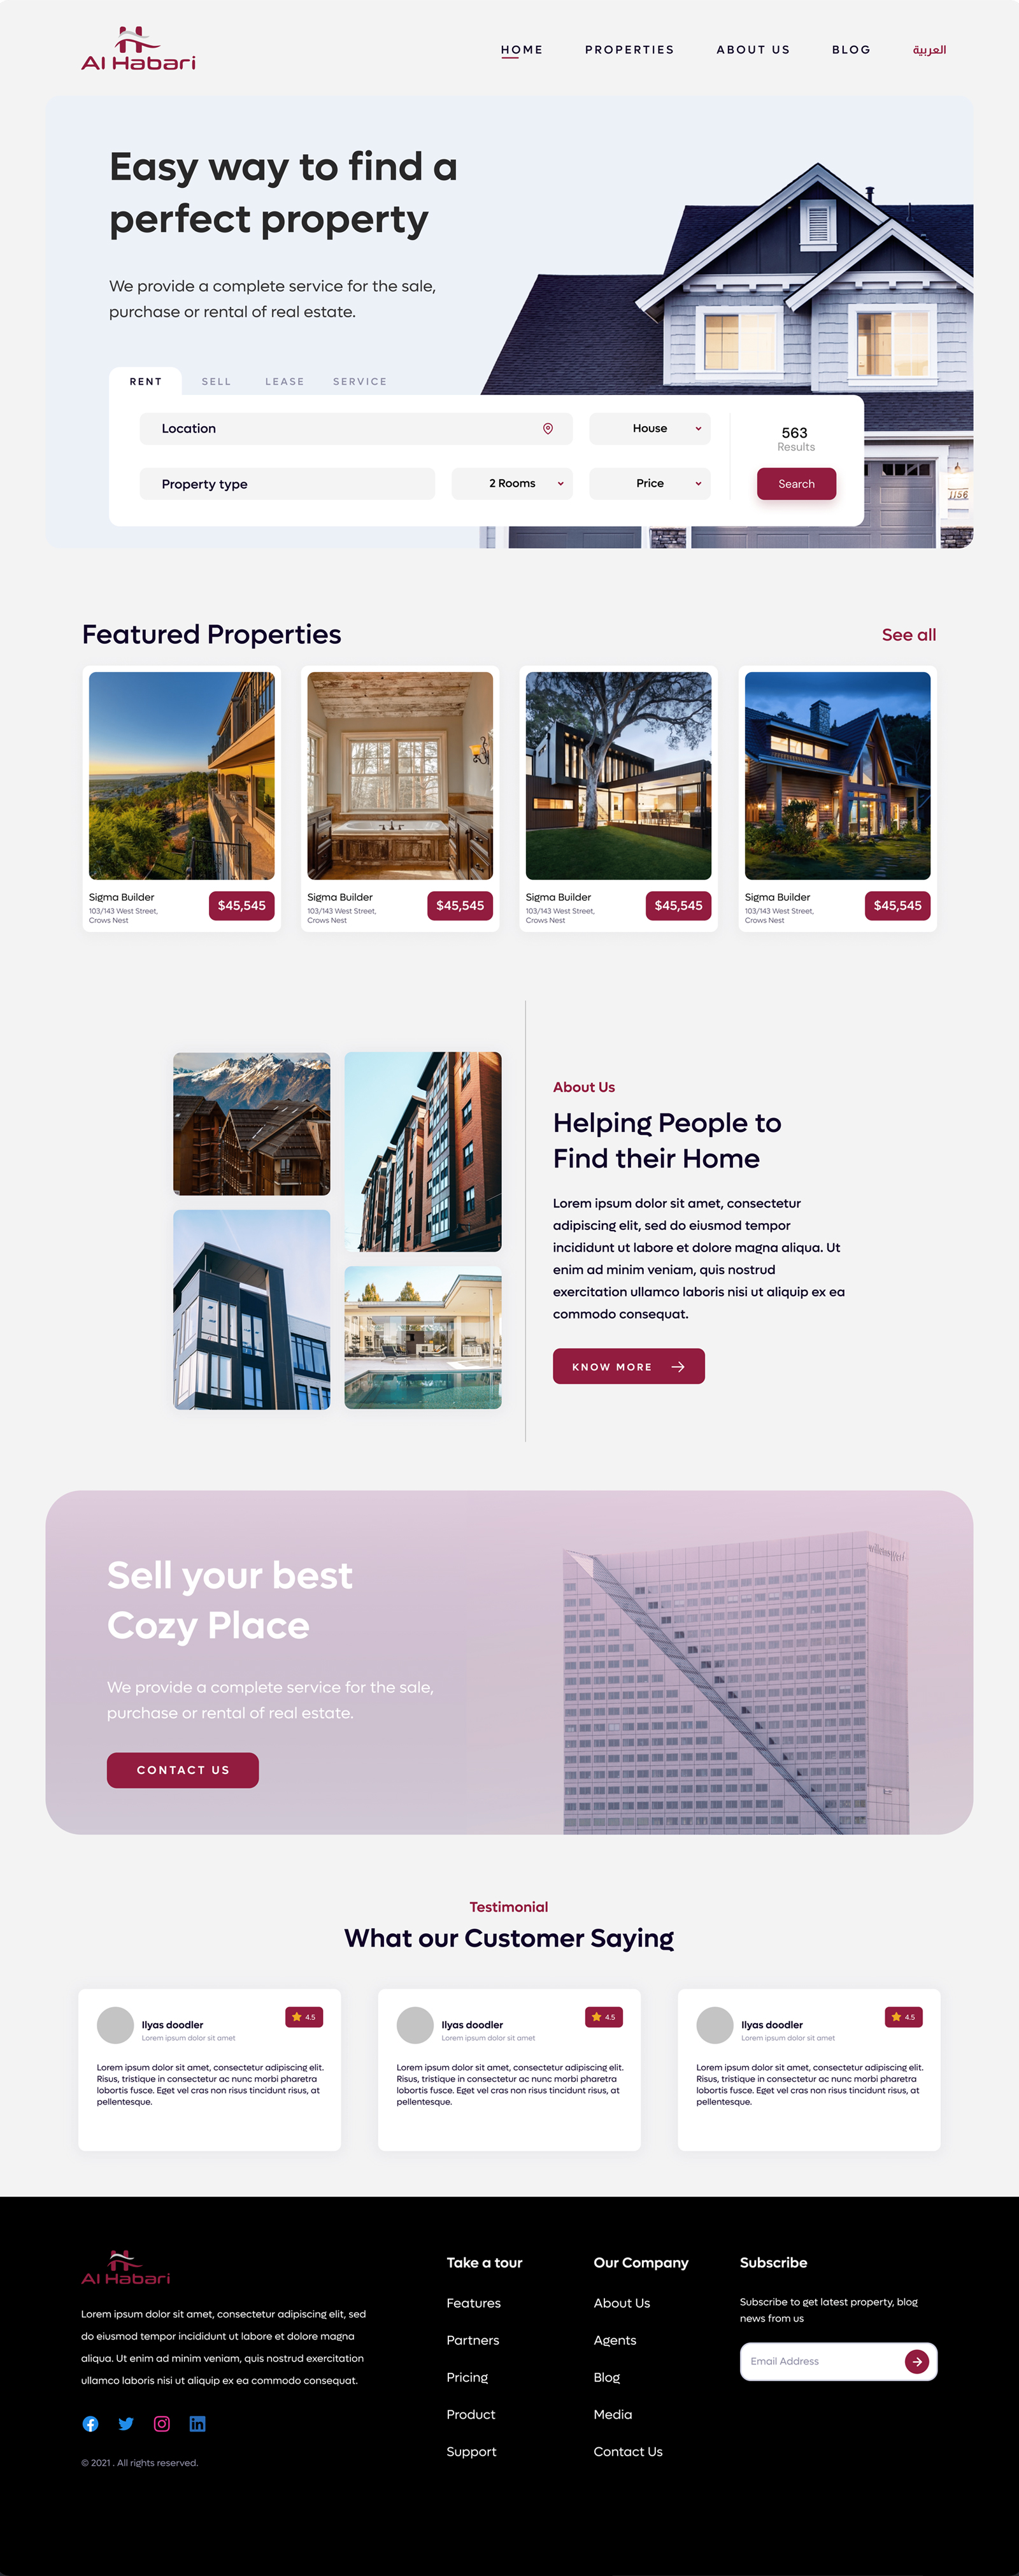 Al Habari
HOME
PROPERTIES
ABOUT US
BLOG
العربية
Easy way to find a
perfect property
We provide a complete service for the sale,
purchase or rental of real estate.
RENT
SELL
LEASE
SERVICE
Location
House
563
Results
Property type
2 Rooms
Price
Search
1156
Featured Properties
See all
Sigma Builder
103/143 West Street,
Crows Nest
$45,545
Sigma Builder
103/143 West Street,
Crows Nest
$45,545
Sigma Builder
103/143 West Street,
Crows Nest
$45,545
Sigma Builder
103/143 West Street,
Crows Nest
$45,545
About Us
Helping People to
Find their Home
Lorem ipsum dolor sit amet, consectetur
adipiscing elit, sed do eiusmod tempor
incididunt ut labore et dolore magna aliqua. Ut
enim ad minim veniam, quis nostrud
exercitation ullamco laboris nisi ut aliquip ex ea
commodo consequat.
KNOW MORE
Sell your best
Cozy Place
We provide a complete service for the sale,
purchase or rental of real estate.
CONTACT US
Testimonial
What our Customer Saying
Ilyas doodler
Lorem ipsum dolor sit amet
4.5
Lorem ipsum dolor sit amet, consectetur adipiscing elit.
Risus, tristique in consectetur ac nunc morbi pharetra
lobortis fusce. Eget vel cras non risus tincidunt risus, at
pellentesque.
Ilyas doodler
Lorem ipsum dolor sit amet
4.5
Lorem ipsum dolor sit amet, consectetur adipiscing elit.
Risus, tristique in consectetur ac nunc morbi pharetra
lobortis fusce. Eget vel cras non risus tincidunt risus, at
pellentesque.
Ilyas doodler
Lorem ipsum dolor sit amet
4.5
Lorem ipsum dolor sit amet, consectetur adipiscing elit.
Risus, tristique in consectetur ac nunc morbi pharetra
lobortis fusce. Eget vel cras non risus tincidunt risus, at
pellentesque.
Al Habari
Lorem ipsum dolor sit amet, consectetur adipiscing elit, sed
do eiusmod tempor incididunt ut labore et dolore magna
aliqua. Ut enim ad minim veniam, quis nostrud exercitation
ullamco laboris nisi ut aliquip ex ea commodo consequat.
© 2021 . All rights reserved.
Take a tour
Features
Partners
Pricing
Product
Support
Our Company
About Us
Agents
Blog
Media
Contact Us
Subscribe
Subscribe to get latest property, blog
news from us
Email Address